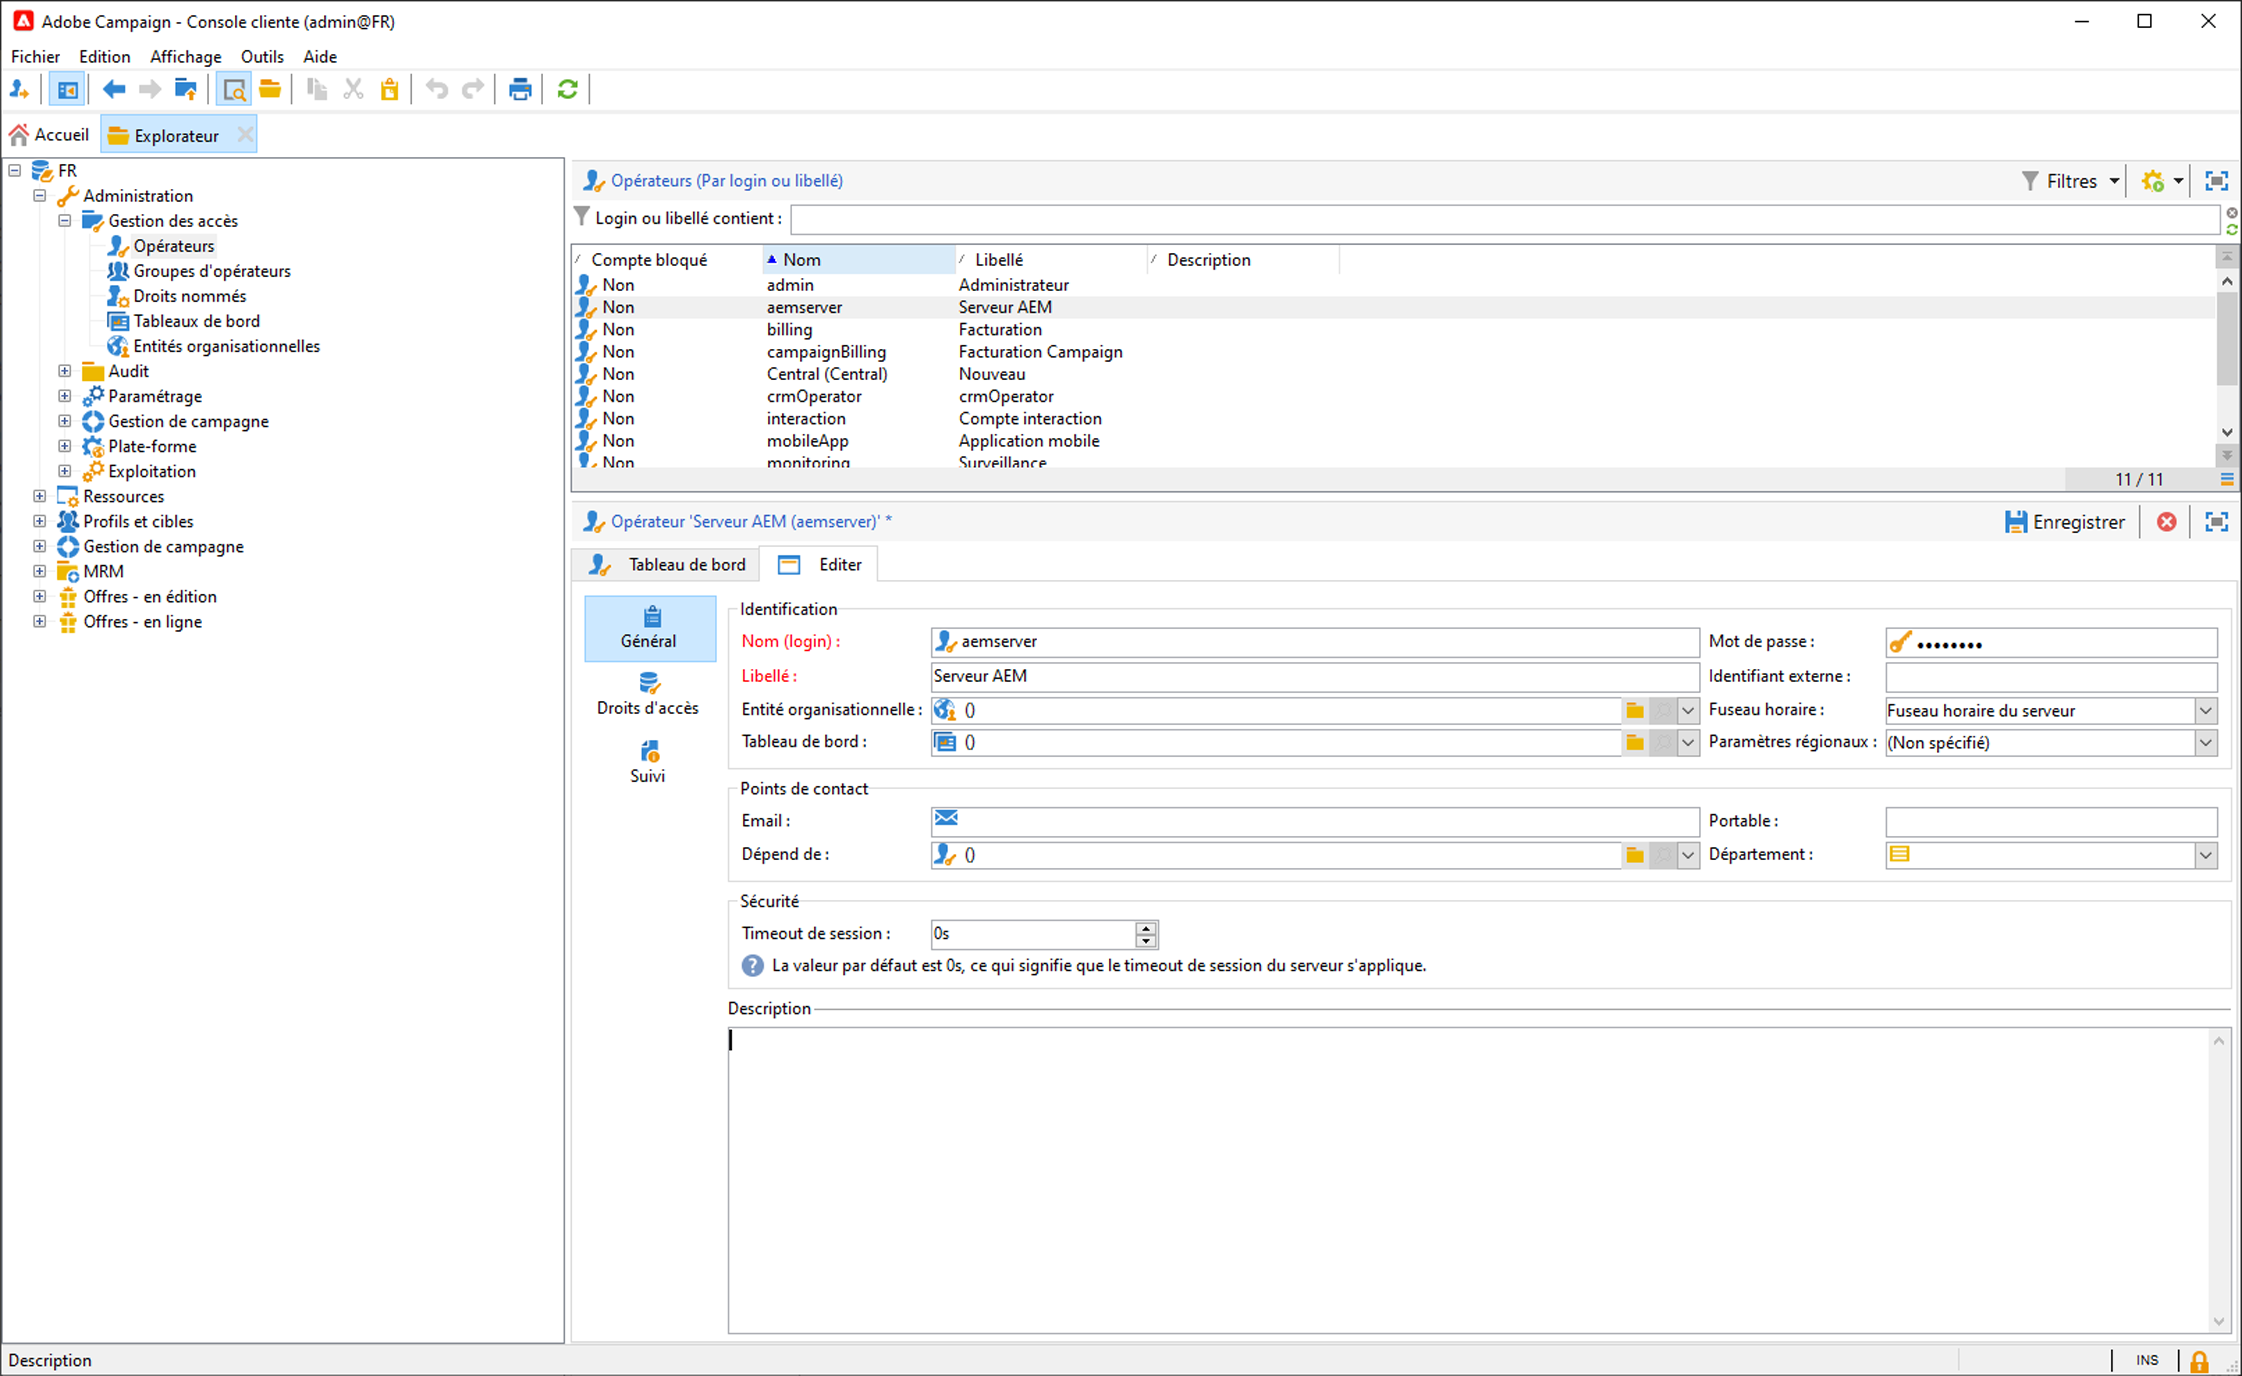 Adobe Campaign - Console cliente (admin@FR)
Fichier Edition Affichage Outils Aide
Accueil Explorateur
FR
Administration
Gestion des accès
Opérateurs
Groupes d'opérateurs
Droits nommés
Tableaux de bord
Entités organisationnelles
Audit
Paramétrage
Gestion de campagne
Plate-forme
Exploitation
Ressources
Profils et cibles
Gestion de campagne
MRM
Offres - en édition
Offres - en ligne
Opérateurs (Par login ou libellé) Filtres
Login ou libellé contient :
Compte bloqué Nom Libellé Description
Non admin Administrateur
Non aemserver Serveur AEM
Non billing Facturation
Non campaignBilling Facturation Campaign
Non Central (Central) Nouveau
Non crmOperator crmOperator
Non interaction Compte interaction
Non mobileApp Application mobile
Non monitoring Surveillance
11 / 11
Opérateur 'Serveur AEM (aemserver)' * Enregistrer
Tableau de bord Editer
Général
Droits d'accès
Suivi
Identification
Nom (login) : aemserver Mot de passe : ••••••••
Libellé : Serveur AEM Identifiant externe :
Entité organisationnelle : () Fuseau horaire : Fuseau horaire du serveur
Tableau de bord : () Paramètres régionaux : (Non spécifié)
Points de contact
Email : Portable :
Dépend de : () Département :
Sécurité
Timeout de session : 0s
? La valeur par défaut est 0s, ce qui signifie que le timeout de session du serveur s'applique.
Description
Description INS